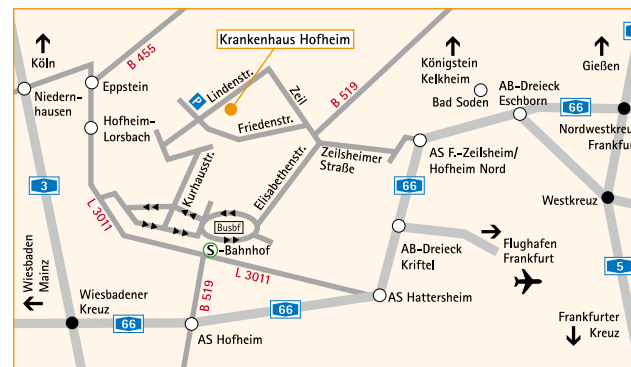 Köln
B 455
Krankenhaus Hofheim
Königstein
Kelkheim
Gießen
Eppstein
Niedern-
hausen
P
Lindenstr.
Zeil
B 519
Bad Soden
AB-Dreieck
Eschborn
66
Hofheim-
Lorsbach
Friedenstr.
Nordwestkreu
Frankfur
Zeilsheimer
Straße
AS F.-Zeilsheim/
Hofheim Nord
3
Kurhausstr.
Elisabethenstr.
66
Westkreuz
L 3011
Busbf
S-Bahnhof
AB-Dreieck
Kriftel
Flughafen
Frankfurt
5
Wiesbaden
Mainz
L 3011
B 519
Wiesbadener
Kreuz
AS Hattersheim
66
66
AS Hofheim
Frankfurter
Kreuz